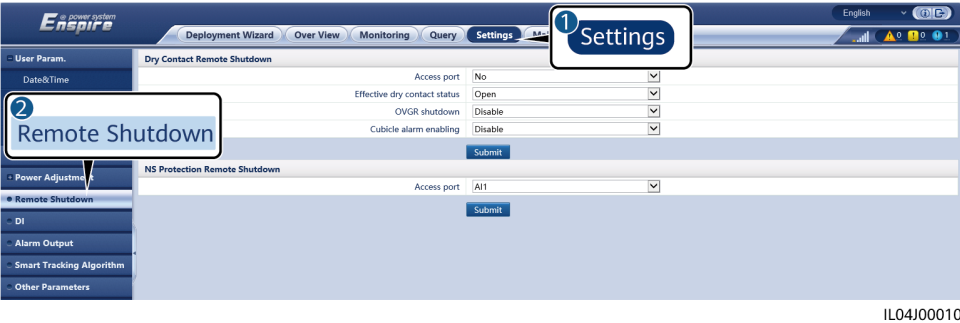 e power system
Enspire
English
Deployment Wizard Over View Monitoring Query Settings
1
Settings
0 0 1
User Param.
Dry Contact Remote Shutdown
Date&Time
Access port No
Effective dry contact status Open
OVGR shutdown Disable
Cubicle alarm enabling Disable
2
Remote Shutdown
Submit
NS Protection Remote Shutdown
Power Adjustment
Access port AI1
Remote Shutdown
Submit
DI
Alarm Output
Smart Tracking Algorithm
Other Parameters
IL04J00010